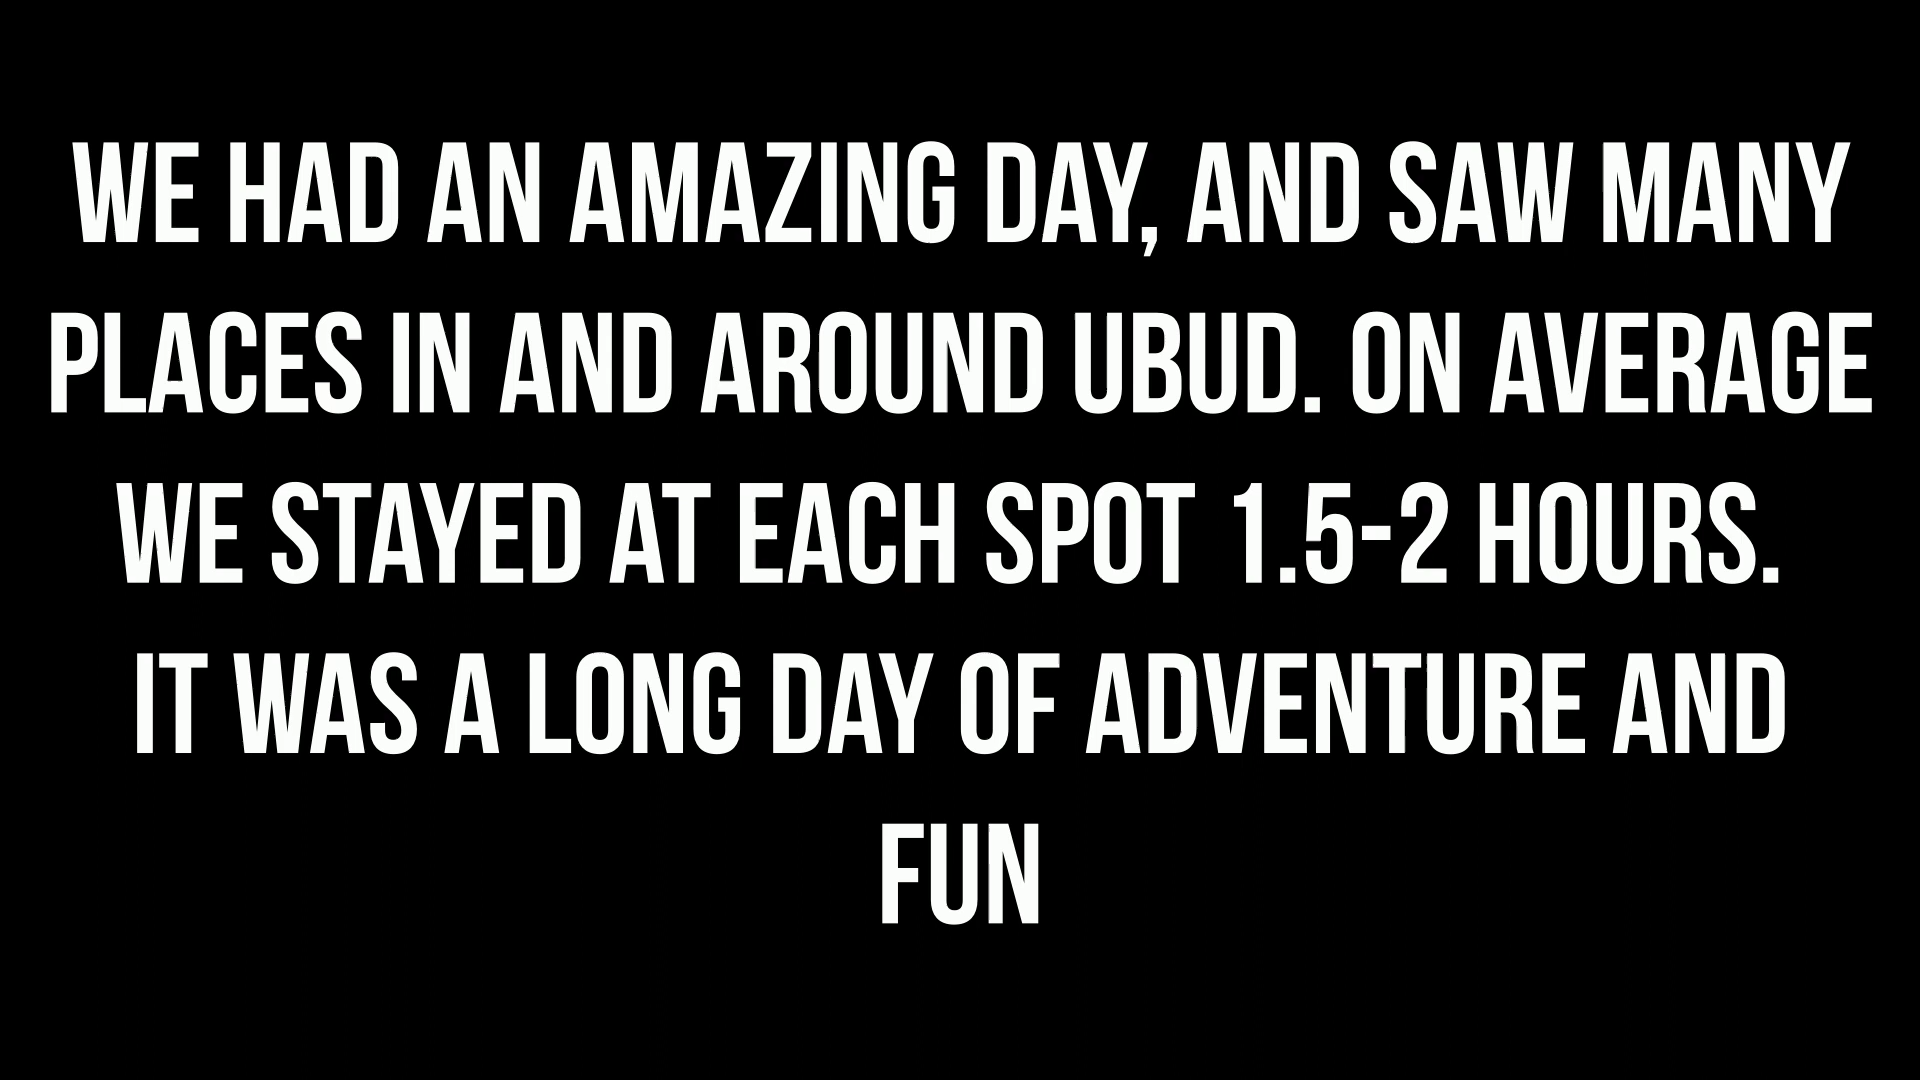 WE HAD AN AMAZING DAY, AND SAW MANY
PLACES IN AND AROUND UBUD. ON AVERAGE
WE STAYED AT EACH SPOT 1.5-2 HOURS.
IT WAS A LONG DAY OF ADVENTURE AND
FUN